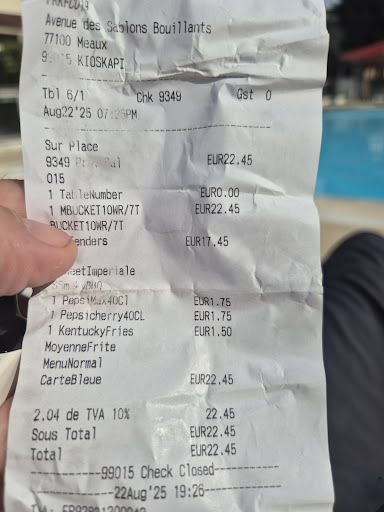 Avenue des Sablons Bouillants
77100 Meaux
KIOSKAPI
Tbl 6/1 Chk 9349 Gst 0
Aug22'25
Sur Place
9349 EUR22.45
015
1 TableNumber EUR0.00
1 MBUCKET10WR/7T EUR22.45
BUCKET10WR/7T
Tenders EUR17.45
1 PepsiMax40Cl EUR1.75
1 Pepsicherry40CL EUR1.75
1 KentuckyFries EUR1.50
MoyenneFrite
MenuNormal
CarteBleue EUR22.45
2.04 de TVA 10% 22.45
Sous Total EUR22.45
Total EUR22.45
-----------99015 Check Closed-----------
-----------22Aug'25 19:26-----------